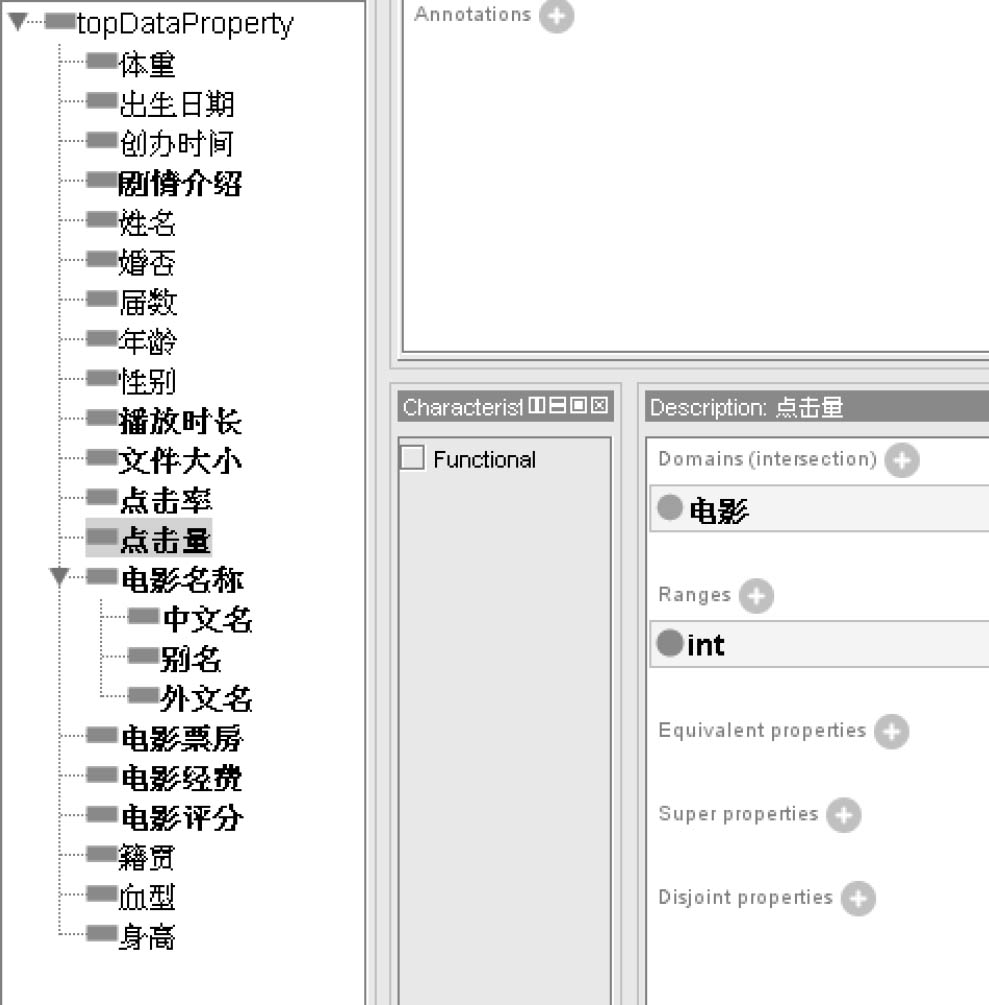 topDataProperty
体重
出生日期
创办时间
剧情介绍
姓名
婚否
届数
年龄
性别
播放时长
文件大小
点击率
点击量
电影名称
中文名
别名
外文名
电影票房
电影经费
电影评分
籍贯
血型
身高
Annotations
Characterist
Functional
Description: 点击量
Domains (intersection)
电影
Ranges
int
Equivalent properties
Super properties
Disjoint properties